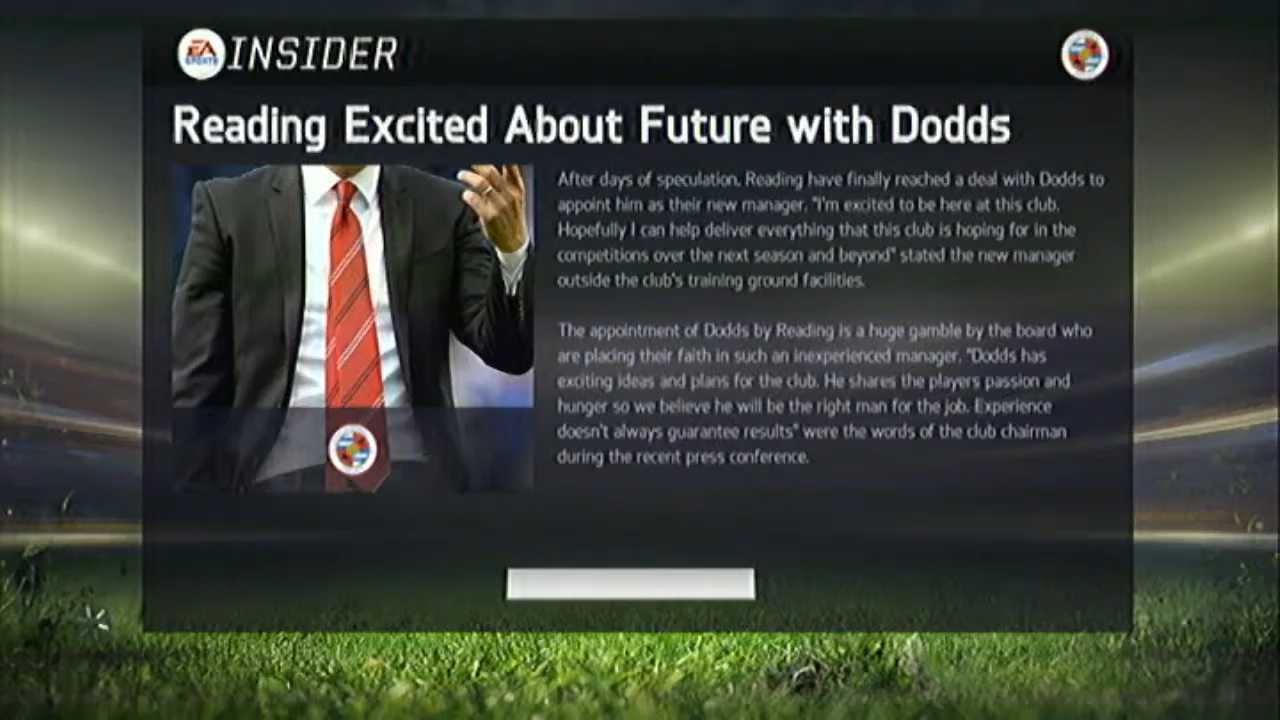 EA SPORTS INSIDER
Reading Excited About Future with Dodds
After days of speculation, Reading have finally reached a deal with Dodds to
appoint him as their new manager. "I'm excited to be here at this club.
Hopefully I can help deliver everything that this club is hoping for in the
competitions over the next season and beyond" stated the new manager
outside the club's training ground facilities.
The appointment of Dodds by Reading is a huge gamble by the board who
are placing their faith in such an inexperienced manager. "Dodds has
exciting ideas and plans for the club. He shares the players passion and
hunger so we believe he will be the right man for the job. Experience
doesn't always guarantee results" were the words of the club chairman
during the recent press conference.